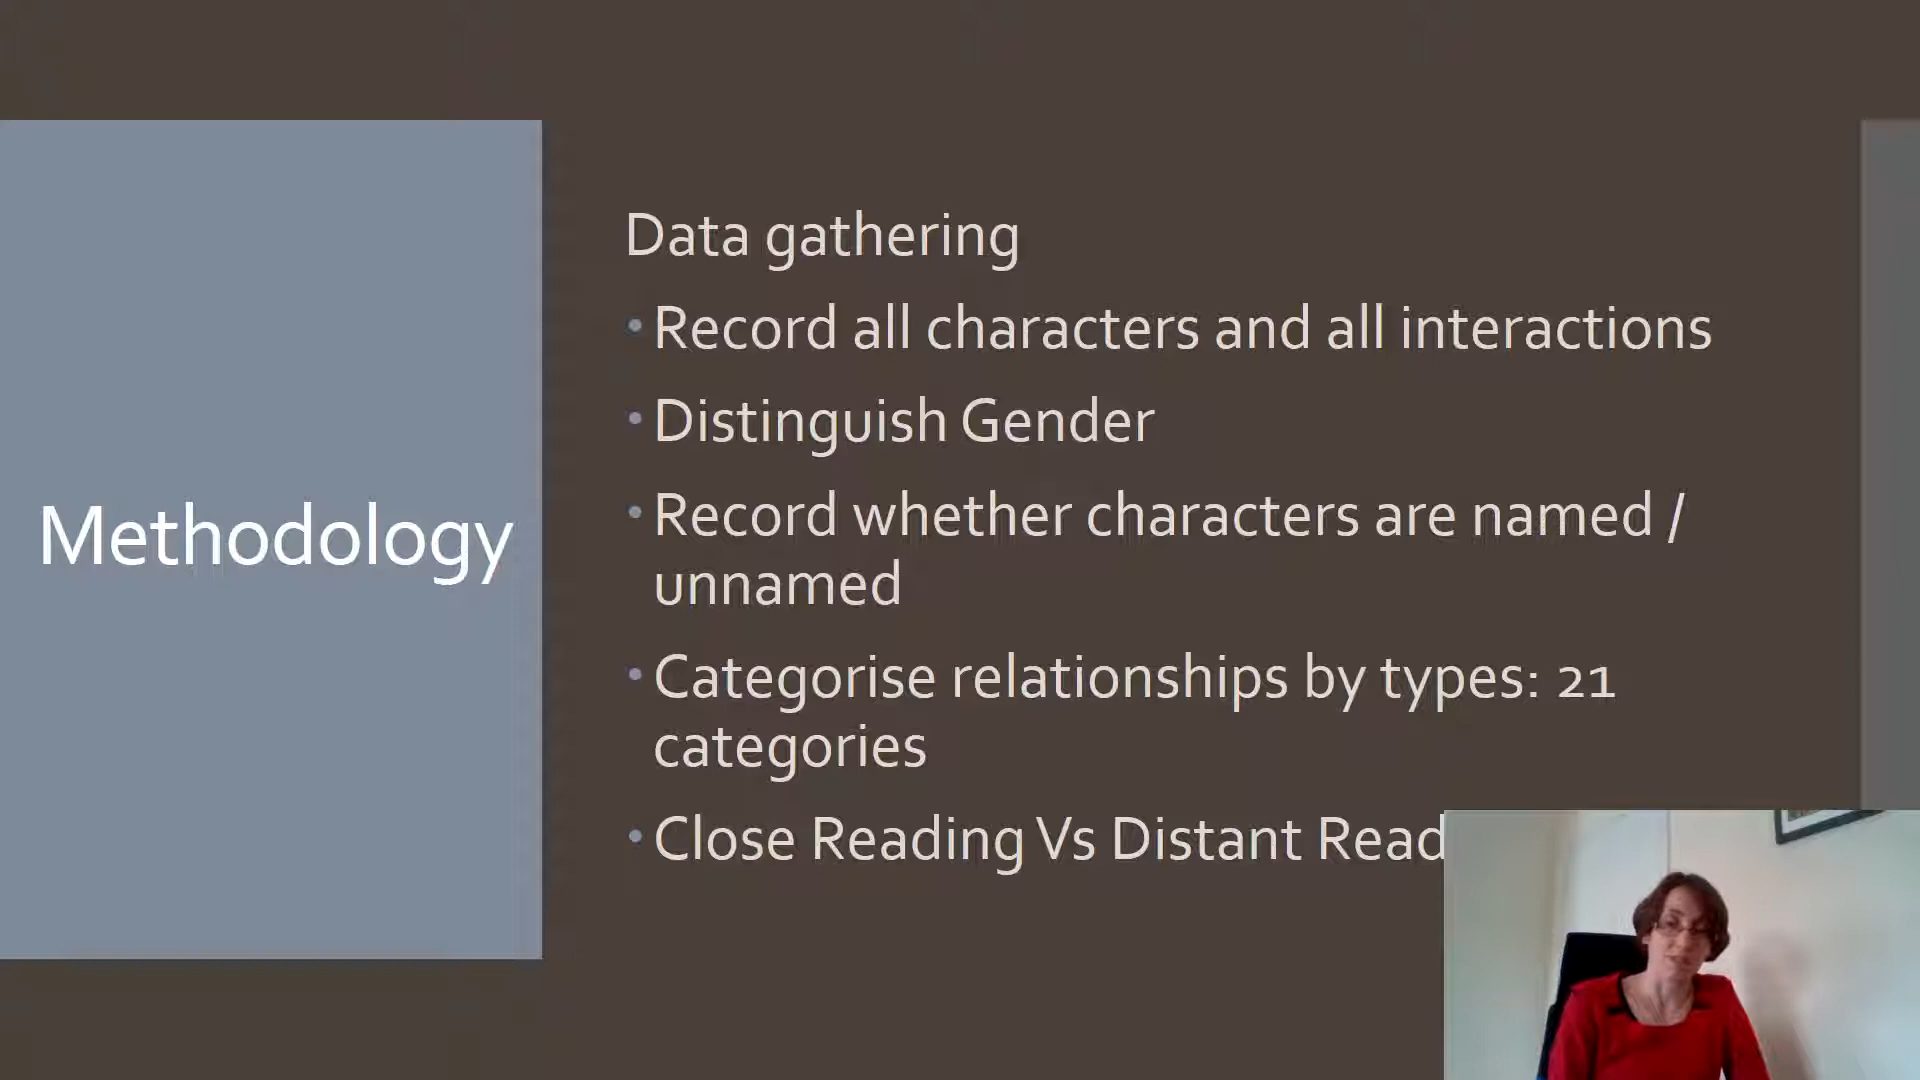 Methodology
Data gathering
Record all characters and all interactions
Distinguish Gender
Record whether characters are named /
unnamed
Categorise relationships by types: 21
categories
Close Reading Vs Distant Read